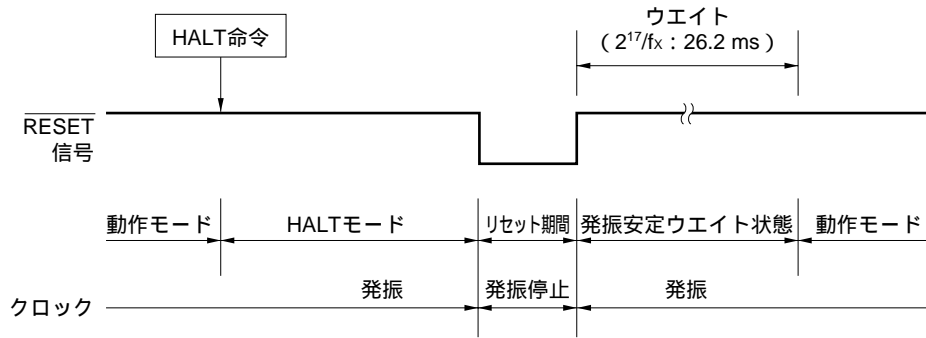 ウエイト
HALT命令
（2¹⁷/fx：26.2 ms）
RESET
信号
動作モード HALTモード リセット期間 発振安定ウエイト状態 動作モード
クロック 発振 発振停止 発振